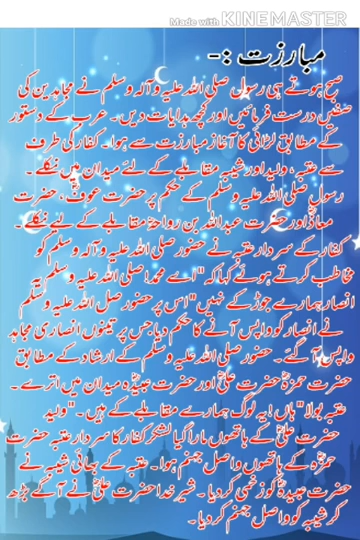 Made with KINEMASTER
مبارزت :-
صبح ہوتے ہی رسول صلی اللہ علیہ وآلہ وسلم نے مجاہدین کی
صفیں درست فرمائیں اور کچھ ہدایات دیں۔ عرب کے دستور
کے مطابق لڑائی کا آغاز مبارزت سے ہوا۔ کفار کی طرف
سے عتبہ، ولید اور شیبہ مقابلے کے لئے میدان میں نکلے۔
رسول صلی اللہ علیہ وسلم کے حکم پر حضرت عوفؓ، حضرت
معاذؓ اور حضرت عبداللہ بن رواحہؓ مقابلے کے لیے نکلے۔
کفار کے سردار عتبہ نے حضور صلی اللہ علیہ وآلہ وسلم کو
مخاطب کرتے ہوئے کہا کہ "اے محمد! صلی اللہ علیہ وسلم یہ
انصار ہمارے جوڑ کے نہیں" اس پر حضور صل اللہ علیہ وسلم
نے انصار کو واپس آنے کا حکم دیا جس پر تینوں انصاری مجاہد
واپس آ گئے۔ حضور صلی اللہ علیہ وسلم کے ارشاد کے مطابق
حضرت حمزہؓ حضرت علیؓ اور حضرت عبیدہؓ میدان میں اترے۔
عتبہ بولا "ہاں! یہ لوگ ہمارے مقابلے کے ہیں۔" ولید
حضرت علیؓ کے ہاتھوں مارا گیا لشکر کفار کا سردار عتبہ حضرت
حمزہؓ کے ہاتھوں واصل جہنم ہوا۔ عتبہ کے بھائی شیبہ نے
حضرت عبیدہؓ کو زخمی کر دیا۔ شیر خدا حضرت علیؓ نے آگے بڑھ
کر شیبہ کو واصل جہنم کر دیا۔